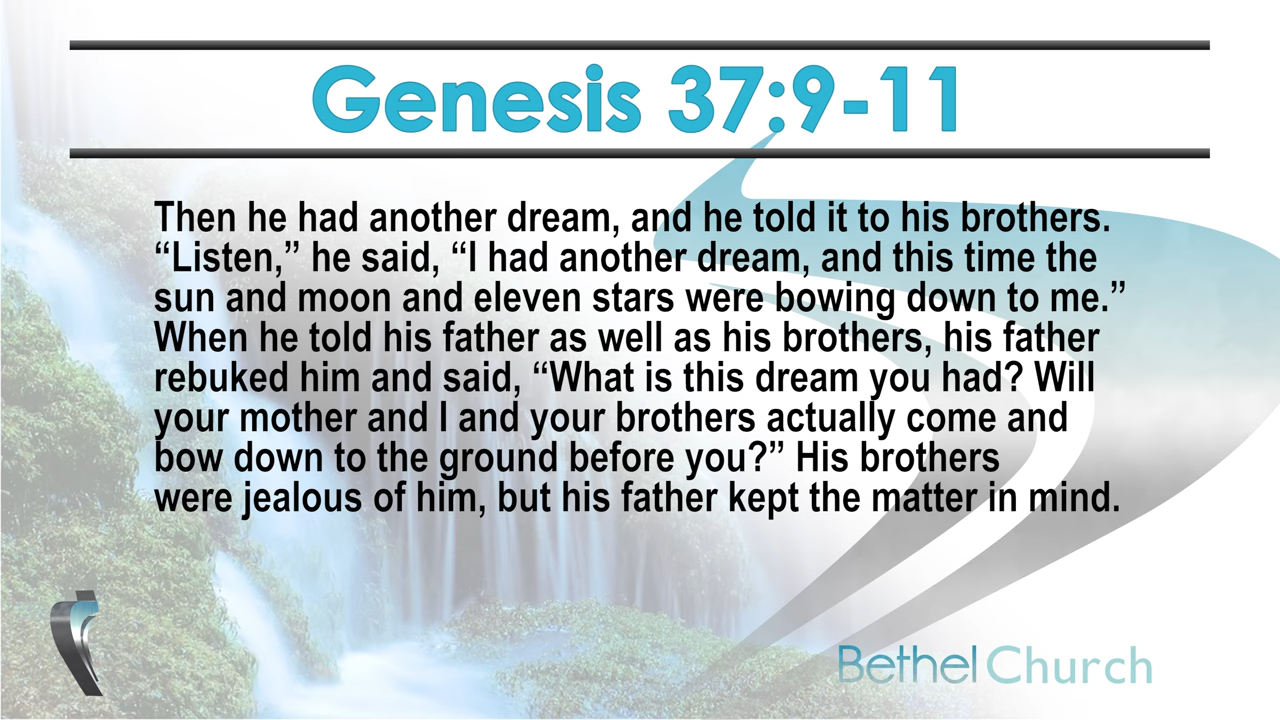 Genesis 37:9-11
Then he had another dream, and he told it to his brothers.
“Listen,” he said, “I had another dream, and this time the
sun and moon and eleven stars were bowing down to me.”
When he told his father as well as his brothers, his father
rebuked him and said, “What is this dream you had? Will
your mother and I and your brothers actually come and
bow down to the ground before you?” His brothers
were jealous of him, but his father kept the matter in mind.
Bethel Church